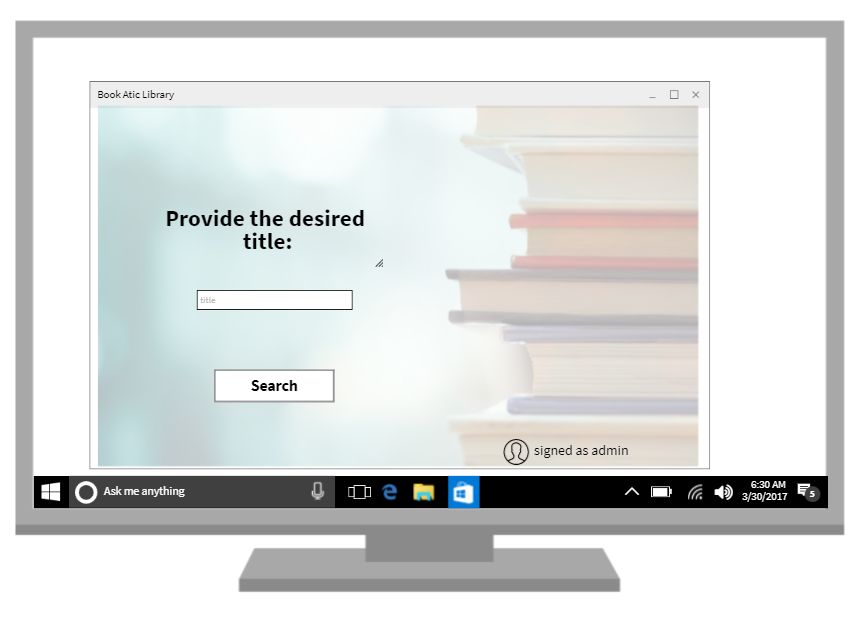 Book Atic Library
Provide the desired
title:
title
Search
signed as admin
Ask me anything
6:30 AM
3/30/2017
5